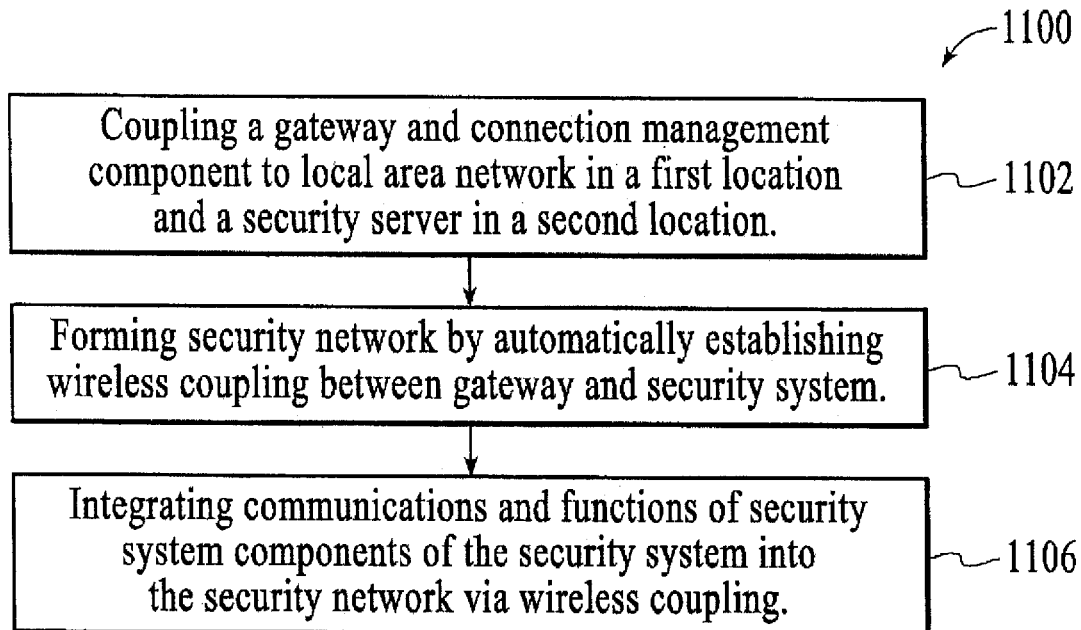 1100
Coupling a gateway and connection management
component to local area network in a first location
and a security server in a second location.
1102
Forming security network by automatically establishing
wireless coupling between gateway and security system.
1104
Integrating communications and functions of security
system components of the security system into
the security network via wireless coupling.
1106